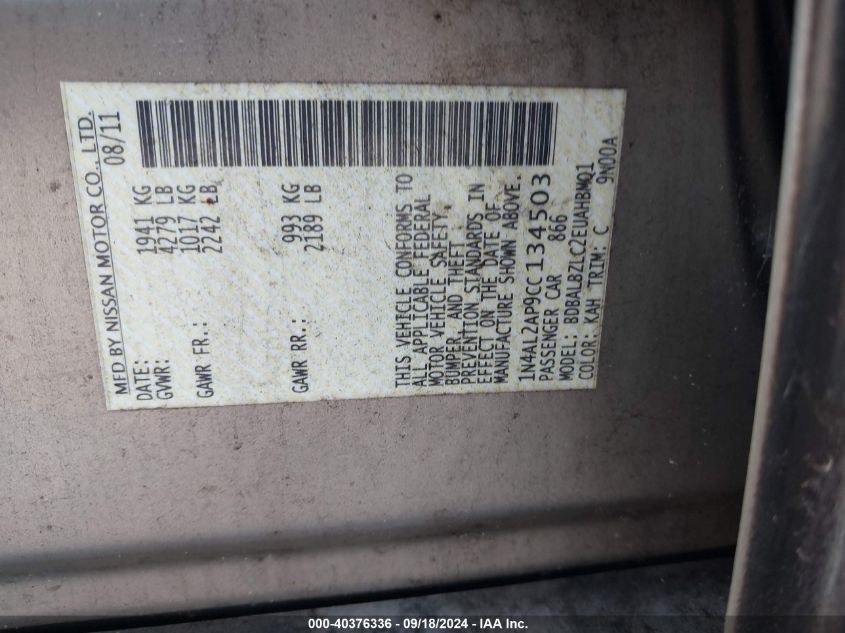 MFD BY NISSAN MOTOR CO., LTD.
DATE: 08/11
GVWR: 1941 KG
4279 LB
GAWR FR.: 1017 KG
2242 LB
GAWR RR.: 993 KG
2189 LB
THIS VEHICLE CONFORMS TO
ALL APPLICABLE FEDERAL
MOTOR VEHICLE SAFETY,
BUMPER, AND THEFT
PREVENTION STANDARDS IN
EFFECT ON THE DATE OF
MANUFACTURE SHOWN ABOVE.
1N4AL2AP9CC134503
PASSENGER CAR 866
MODEL: BDBALBZLC2EUAHBMQ1
COLOR: KAH TRIM: C 9N00A
000-40376336 - 09/18/2024 - IAA Inc.